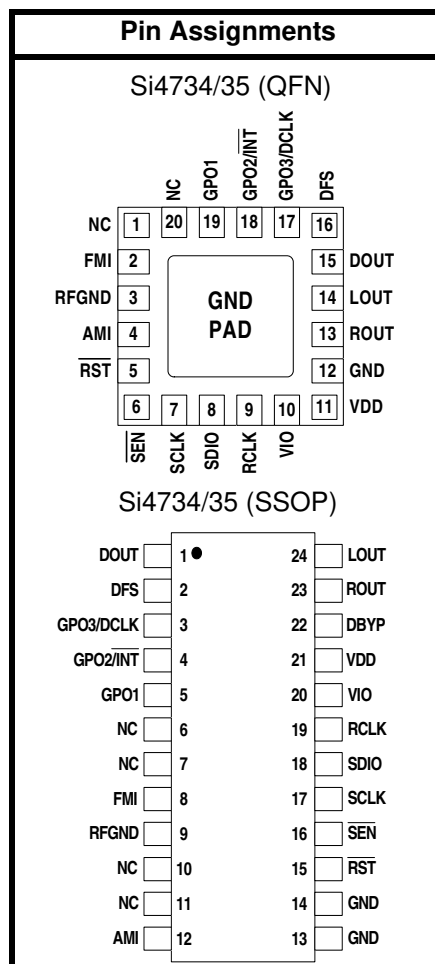 Pin Assignments
Si4734/35 (QFN)
NC
GPO1
GPO2/INT
GPO3/DCLK
DFS
NC 1 20 19 18 17 16
FMI 2 15 DOUT
RFGND 3 14 LOUT
GND
PAD
AMI 4 13 ROUT
RST 5 12 GND
6 7 8 9 10 11 VDD
SEN
SCLK
SDIO
RCLK
VIO
Si4734/35 (SSOP)
DOUT 1 24 LOUT
DFS 2 23 ROUT
GPO3/DCLK 3 22 DBYP
GPO2/INT 4 21 VDD
GPO1 5 20 VIO
NC 6 19 RCLK
NC 7 18 SDIO
FMI 8 17 SCLK
RFGND 9 16 SEN
NC 10 15 RST
NC 11 14 GND
AMI 12 13 GND